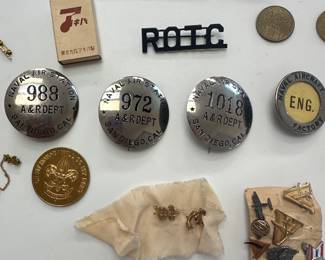 R.O.T.C.
NAVAL AIR STATION
988
A & R DEPT
SAN DIEGO, CAL.
NAVAL AIR STATION
972
A & R DEPT
SAN DIEGO, CAL.
NAVAL AIR STATION
1018
A & R DEPT
SAN DIEGO, CAL.
NAVAL AIRCRAFT
ENG.
FACTORY